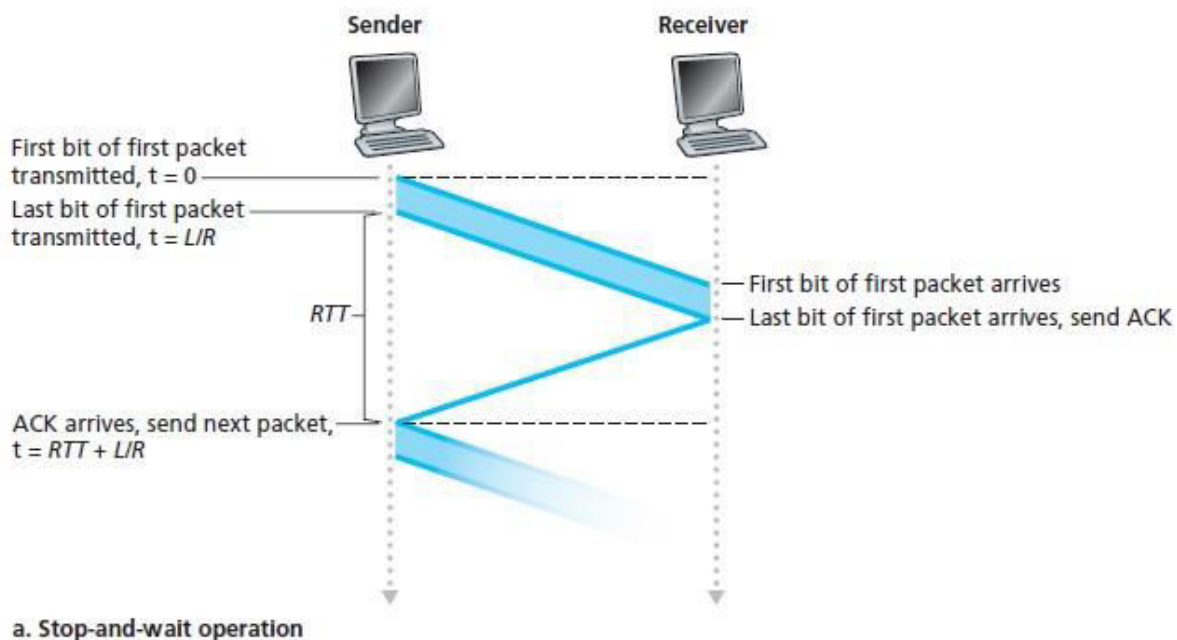 Sender
Receiver
First bit of first packet
transmitted, t = 0
Last bit of first packet
transmitted, t = L/R
First bit of first packet arrives
RTT
Last bit of first packet arrives, send ACK
ACK arrives, send next packet,
t = RTT + L/R
a. Stop-and-wait operation